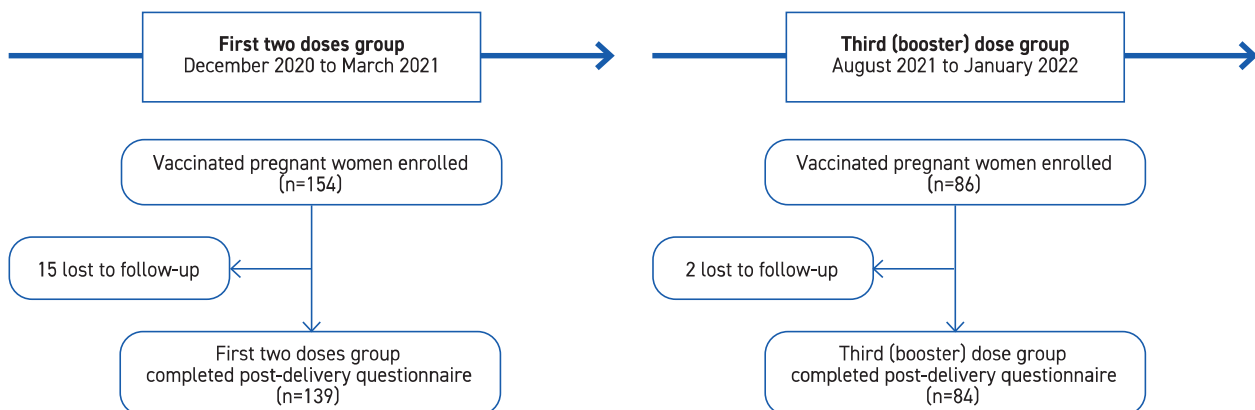 First two doses group
December 2020 to March 2021
Vaccinated pregnant women enrolled
(n=154)
15 lost to follow-up
First two doses group
completed post-delivery questionnaire
(n=139)
Third (booster) dose group
August 2021 to January 2022
Vaccinated pregnant women enrolled
(n=86)
2 lost to follow-up
Third (booster) dose group
completed post-delivery questionnaire
(n=84)